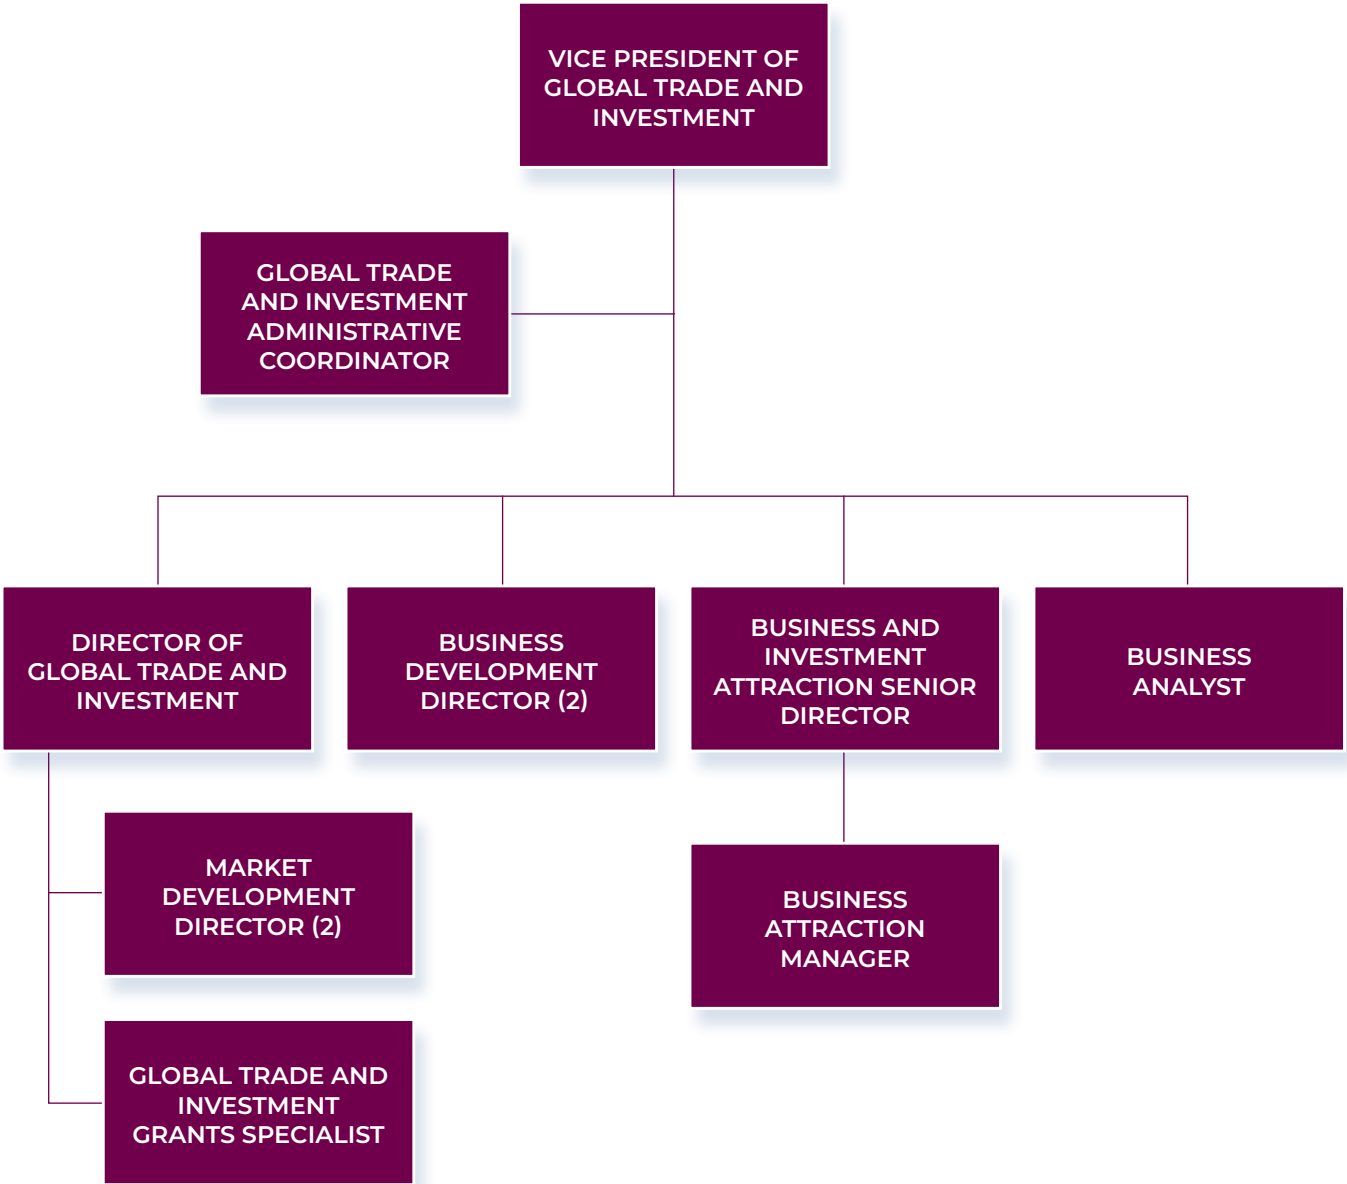 VICE PRESIDENT OF
GLOBAL TRADE AND
INVESTMENT
GLOBAL TRADE
AND INVESTMENT
ADMINISTRATIVE
COORDINATOR
DIRECTOR OF
GLOBAL TRADE AND
INVESTMENT
BUSINESS
DEVELOPMENT
DIRECTOR (2)
BUSINESS AND
INVESTMENT
ATTRACTION SENIOR
DIRECTOR
BUSINESS
ANALYST
MARKET
DEVELOPMENT
DIRECTOR (2)
BUSINESS
ATTRACTION
MANAGER
GLOBAL TRADE AND
INVESTMENT
GRANTS SPECIALIST